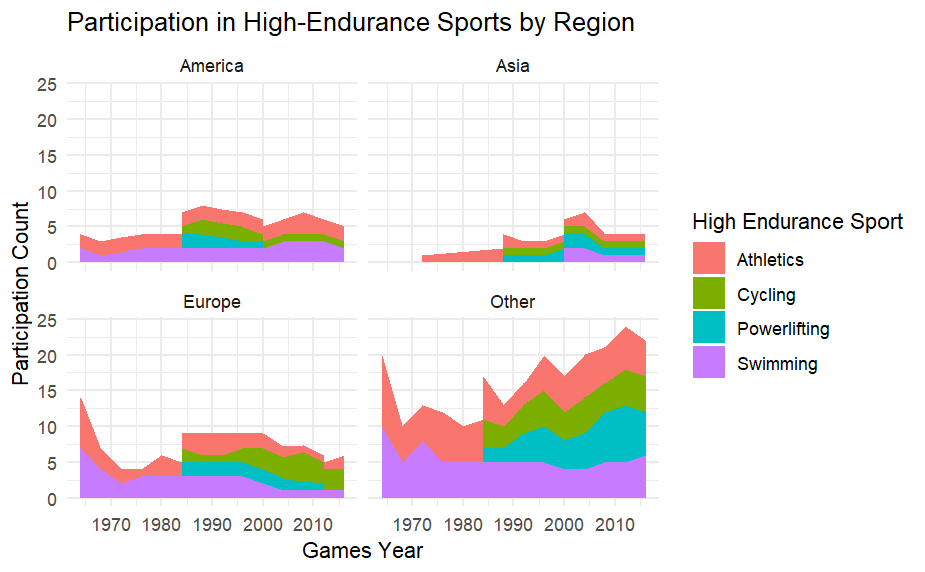 Participation in High-Endurance Sports by Region
America
Asia
25
20
15
10
5
0
Europe
Other
25
20
15
10
5
0
1970 1980 1990 2000 2010
1970 1980 1990 2000 2010
Participation Count
Games Year
High Endurance Sport
Athletics
Cycling
Powerlifting
Swimming